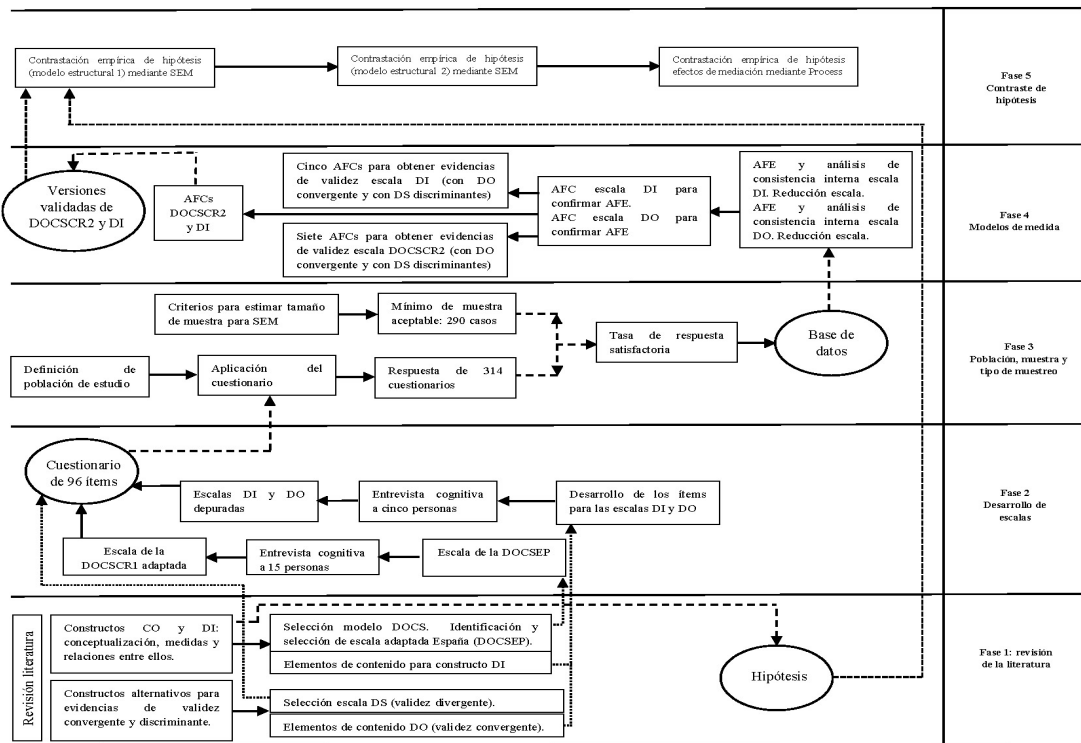 Contrastación empírica de hipótesis
(modelo estructural 1) mediante SEM
Contrastación empírica de hipótesis
(modelo estructural 2) mediante SEM
Contrastación empírica de hipótesis
efectos de mediación mediante Process
Fase 5
Contraste de
hipótesis
Versiones
validadas de
DOCSCR2 y DI
AFCs
DOCSCR2
y DI
Cinco AFCs para obtener evidencias
de validez escala DI (con DO
convergente y con DS discriminantes)
Siete AFCs para obtener evidencias
de validez escala DOCSCR2 (con DO
convergente y con DS discriminantes)
AFC escala DI para
confirmar AFE.
AFC escala DO para
confirmar AFE
AFE y análisis de
consistencia interna escala
DI. Reducción escala.
AFE y análisis de
consistencia interna escala
DO. Reducción escala.
Fase 4
Modelos de medida
Criterios para estimar tamaño
de muestra para SEM
Mínimo de muestra
aceptable: 290 casos
Definición de
población de estudio
Aplicación del
cuestionario
Respuesta de 314
cuestionarios
Tasa de respuesta
satisfactoria
Base de
datos
Fase 3
Población, muestra y
tipo de muestreo
Cuestionario
de 96 ítems
Escalas DI y DO
depuradas
Entrevista cognitiva
a cinco personas
Desarrollo de los ítems
para las escalas DI y DO
Escala de la
DOCSCR1 adaptada
Entrevista cognitiva
a 15 personas
Escala de la DOCSEP
Fase 2
Desarrollo de
escalas
Revisión literatura
Constructos CO y DI:
conceptualización, medidas y
relaciones entre ellos.
Constructos alternativos para
evidencias de validez
convergente y discriminante.
Selección modelo DOCS. Identificación y
selección de escala adaptada España (DOCSEP).
Elementos de contenido para constructo DI
Selección escala DS (validez divergente).
Elementos de contenido DO (validez convergente).
Hipótesis
Fase 1: revisión
de la literatura